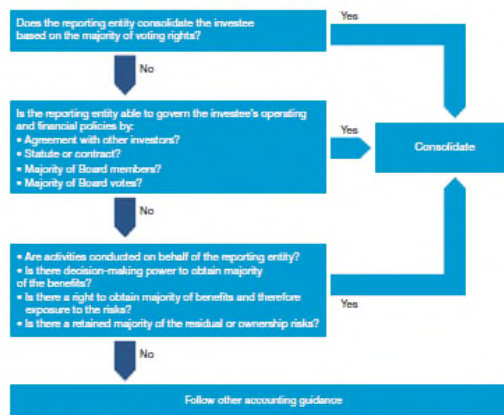 Does the reporting entity consolidate the investee
based on the majority of voting rights?
Yes
No
Is the reporting entity able to govern the investee's operating
and financial policies by:
• Agreement with other investors?
• Statute or contract?
• Majority of Board members?
• Majority of Board votes?
Yes
Consolidate
No
• Are activities conducted on behalf of the reporting entity?
• Is there decision-making power to obtain majority
of the benefits?
• Is there a right to obtain majority of benefits and therefore
exposure to the risks?
• Is there a retained majority of the residual or ownership risks?
Yes
No
Follow other accounting guidance